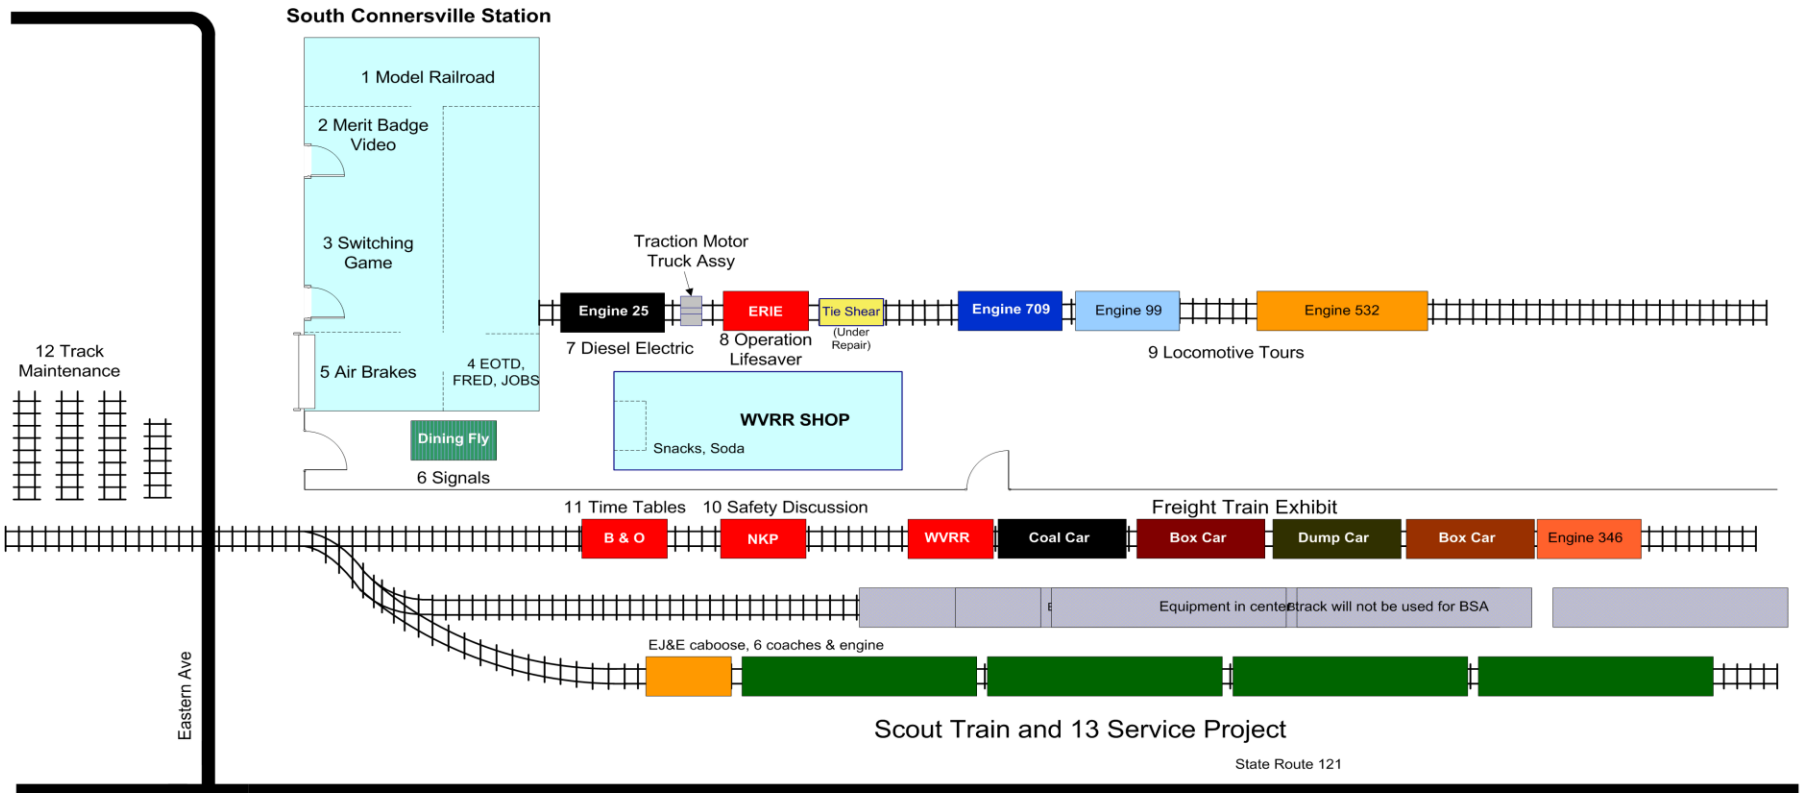 South Connersville Station
1 Model Railroad
2 Merit Badge
Video
3 Switching
Game
Traction Motor
Truck Assy
Engine 25
ERIE
Tie Shear
(Under
Repair)
Engine 709
Engine 99
Engine 532
7 Diesel Electric
8 Operation
Lifesaver
9 Locomotive Tours
12 Track
Maintenance
5 Air Brakes
4 EOTD,
FRED, JOBS
WVRR SHOP
Snacks, Soda
Dining Fly
6 Signals
11 Time Tables
10 Safety Discussion
Freight Train Exhibit
B & O
NKP
WVRR
Coal Car
Box Car
Dump Car
Box Car
Engine 346
Equipment in center track will not be used for BSA
EJ&E caboose, 6 coaches & engine
Eastern Ave
Scout Train and 13 Service Project
State Route 121